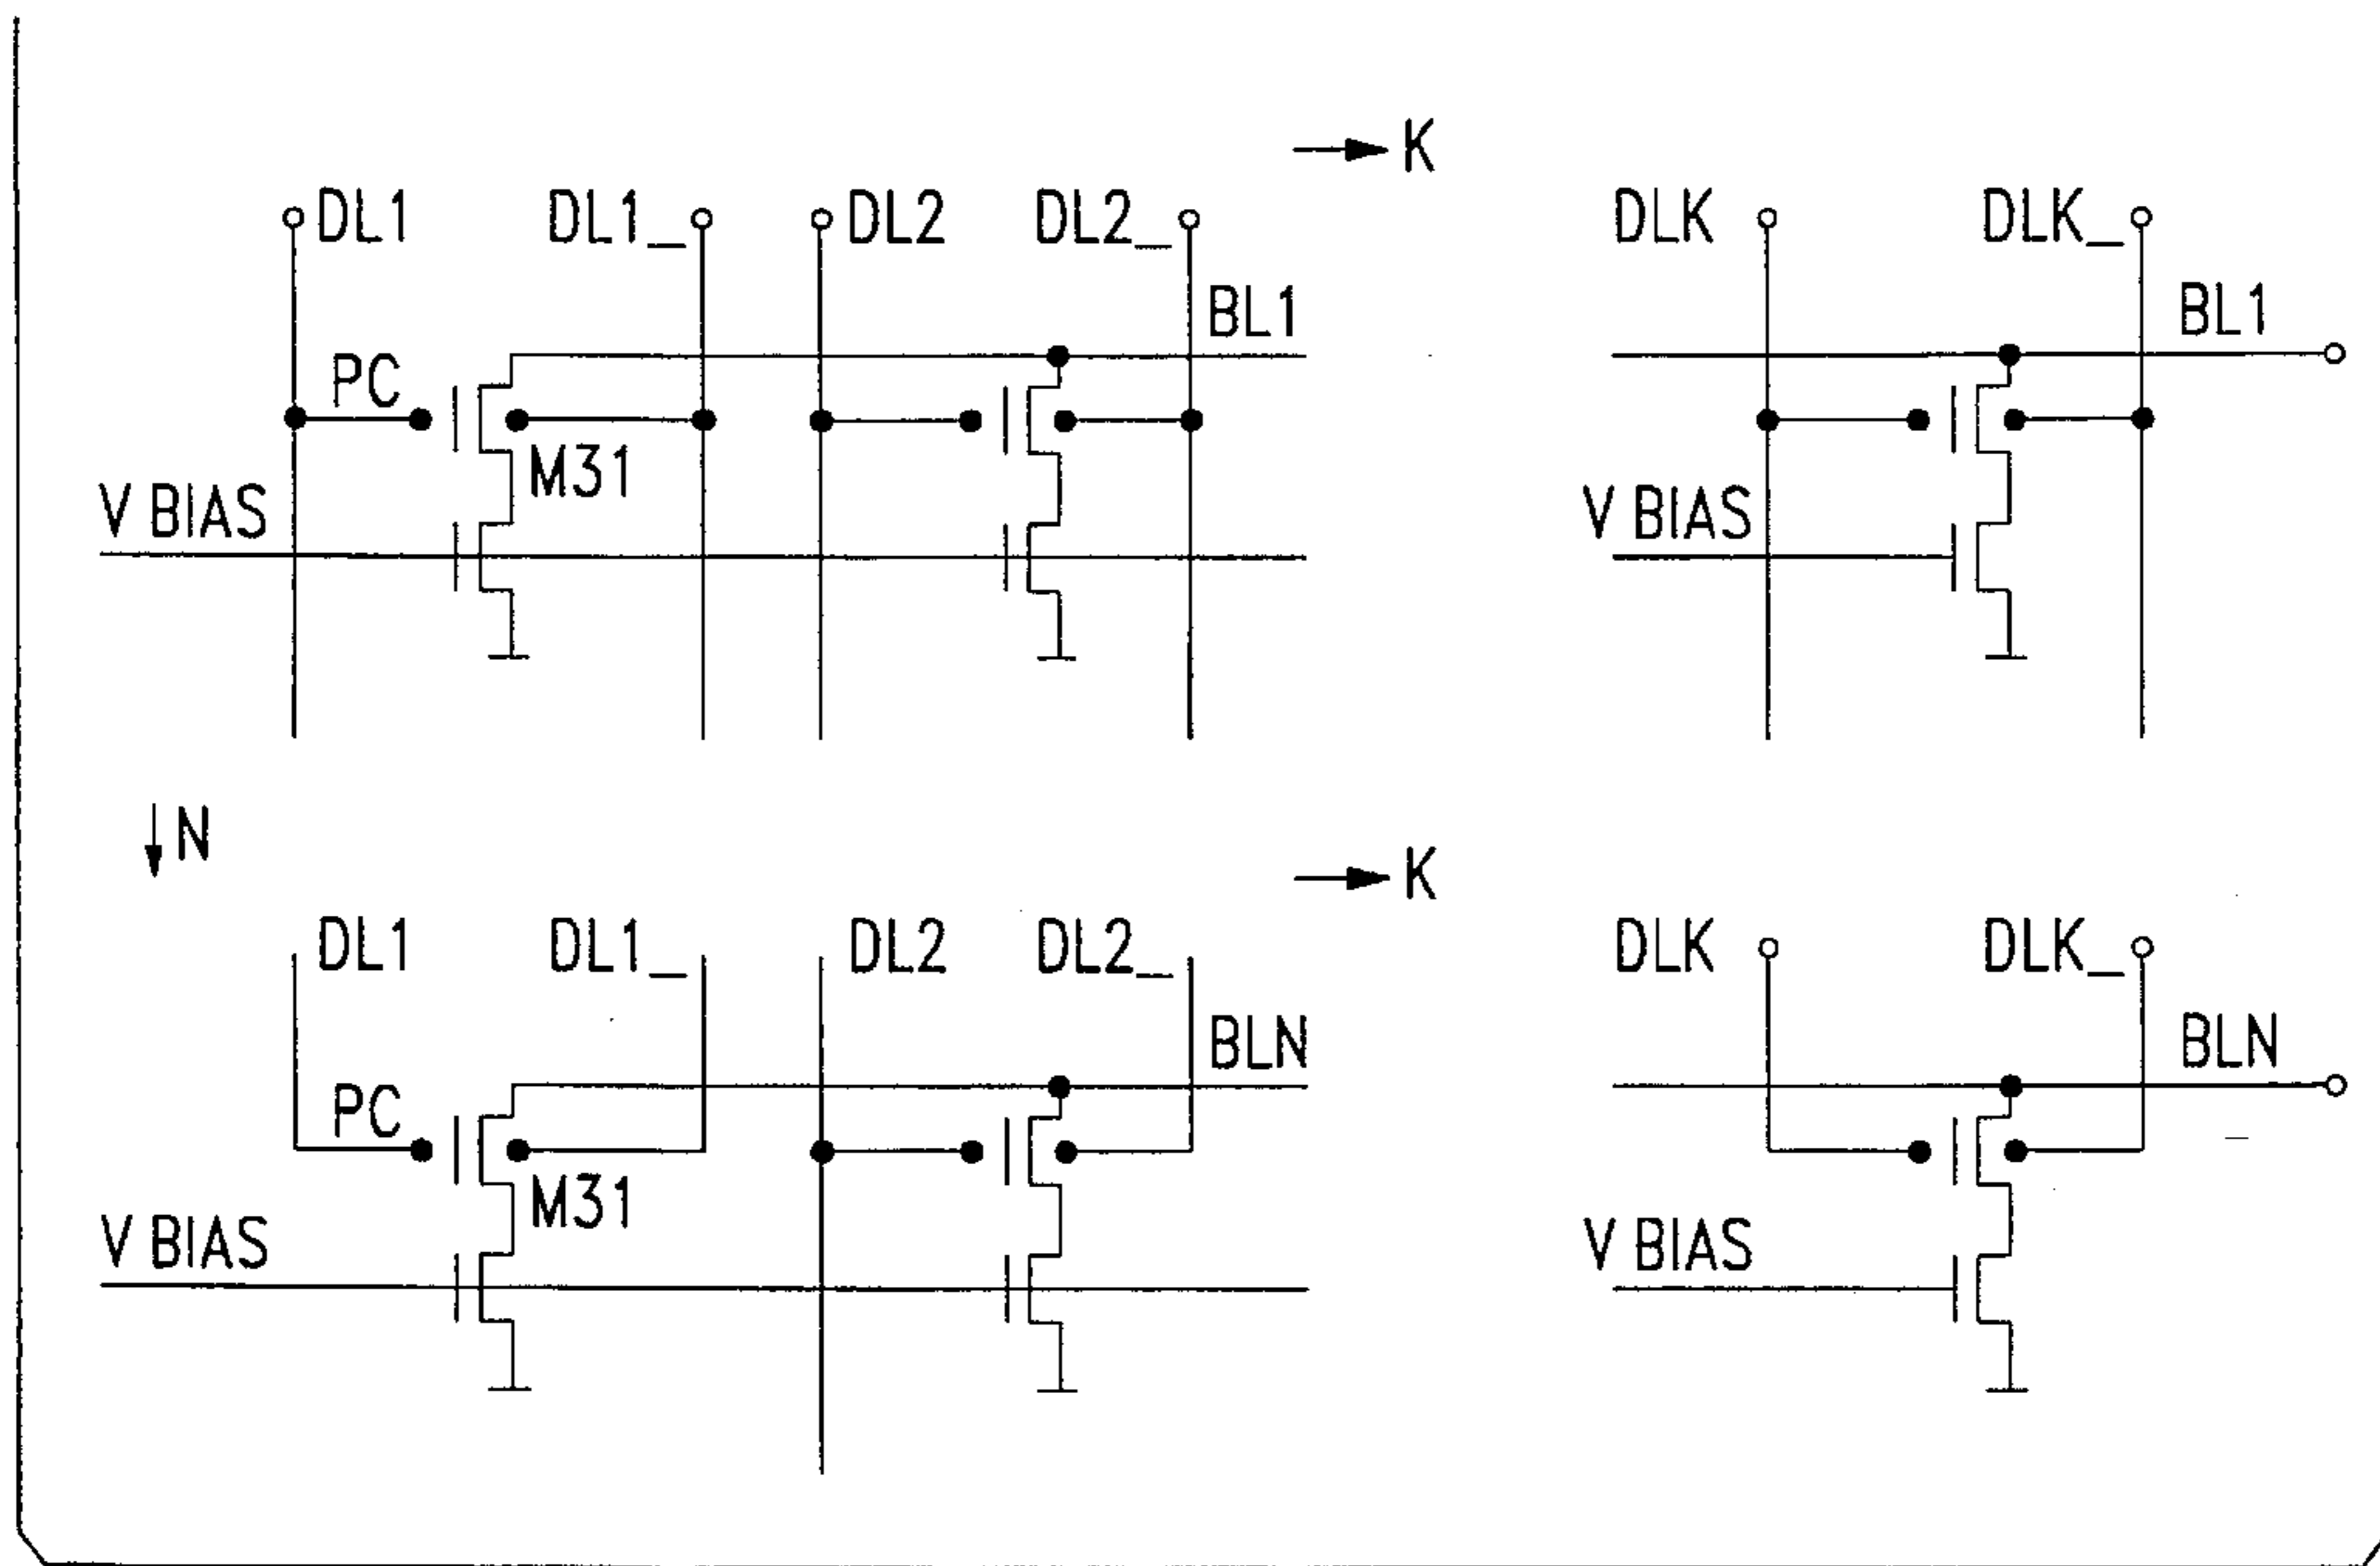 K
DL1 DL1_ DL2 DL2_ DLK DLK_
BL1 BL1
PC
M31
V BIAS V BIAS
N
K
DL1 DL1_ DL2 DL2_ DLK DLK_
BLN BLN
PC
M31
V BIAS V BIAS